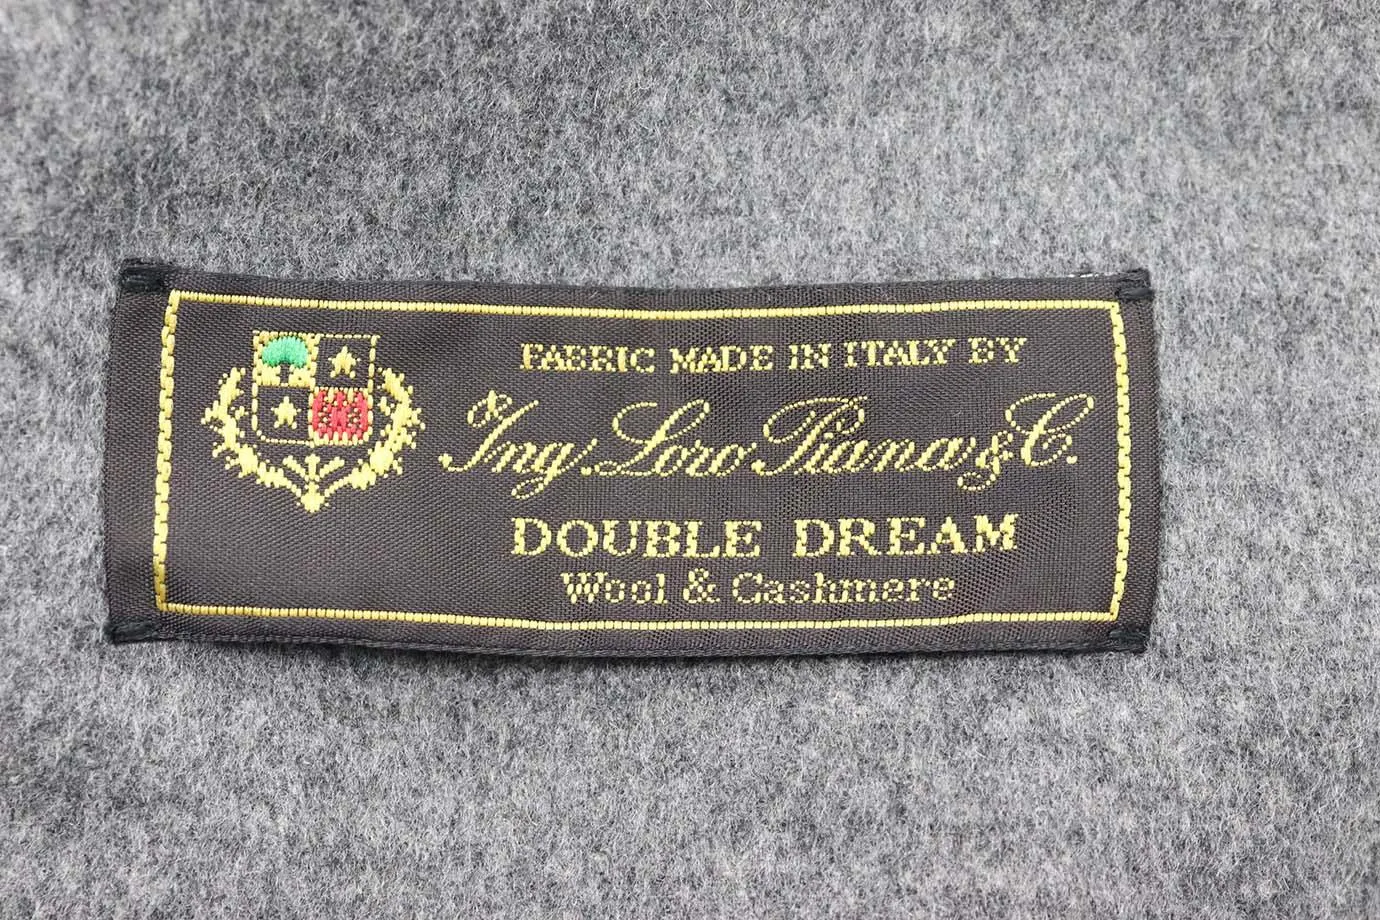 FABRIC MADE IN ITALY BY
Ing. Loro Piana & C.
DOUBLE DREAM
Wool & Cashmere